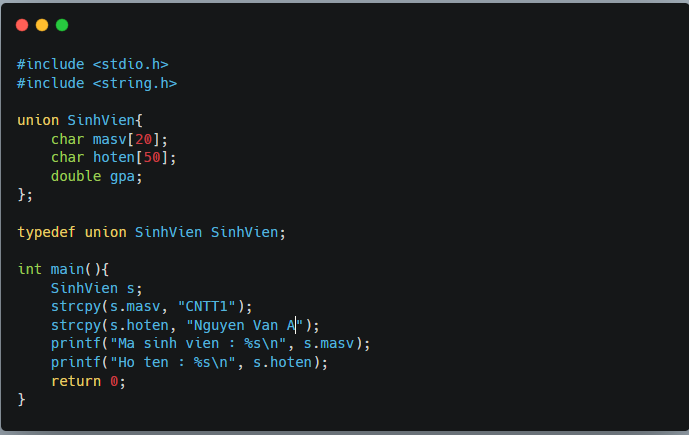 #include <stdio.h>
#include <string.h>
union SinhVien{
    char masv[20];
    char hoten[50];
    double gpa;
};
typedef union SinhVien SinhVien;
int main(){
    SinhVien s;
    strcpy(s.masv, "CNTT1");
    strcpy(s.hoten, "Nguyen Van A");
    printf("Ma sinh vien : %s\n", s.masv);
    printf("Ho ten : %s\n", s.hoten);
    return 0;
}